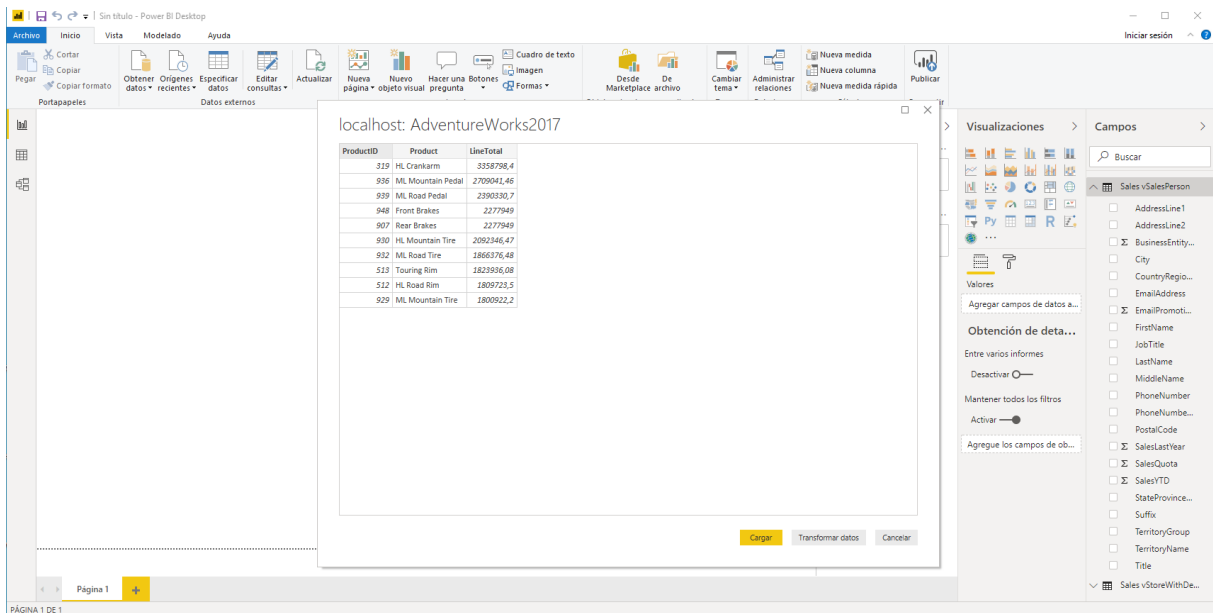 Sin título - Power BI Desktop
Archivo Inicio Vista Modelado Ayuda Iniciar sesión
Pegar
Cortar
Copiar
Copiar formato
Portapapeles
Obtener datos
Orígenes recientes
Especificar datos
Editar consultas
Datos externos
Actualizar
Nueva página
Nuevo objeto visual
Hacer una pregunta
Botones
Cuadro de texto
Imagen
Formas
Desde Marketplace
De archivo
Cambiar tema
Administrar relaciones
Nueva medida
Nueva columna
Nueva medida rápida
Publicar
localhost: AdventureWorks2017
ProductID Product LineTotal
319 HL Crankarm 3358798,4
936 ML Mountain Pedal 2709041,46
939 ML Road Pedal 2390330,7
948 Front Brakes 2277949
907 Rear Brakes 2277949
930 HL Mountain Tire 2092346,47
932 ML Road Tire 1866376,48
513 Touring Rim 1823936,08
512 HL Road Rim 1809723,5
929 ML Mountain Tire 1800922,2
Cargar Transformar datos Cancelar
Visualizaciones
Py R
Valores
Agregar campos de datos a...
Obtención de deta...
Entre varios informes
Desactivar
Mantener todos los filtros
Activar
Agregue los campos de ob...
Campos
Buscar
Sales vSalesPerson
AddressLine1
AddressLine2
Σ BusinessEntity...
City
CountryRegio...
EmailAddress
Σ EmailPromoti...
FirstName
JobTitle
LastName
MiddleName
PhoneNumber
PhoneNumbe...
PostalCode
Σ SalesLastYear
Σ SalesQuota
Σ SalesYTD
StateProvince...
Suffix
TerritoryGroup
TerritoryName
Title
Sales vStoreWithDe...
Página 1
PÁGINA 1 DE 1